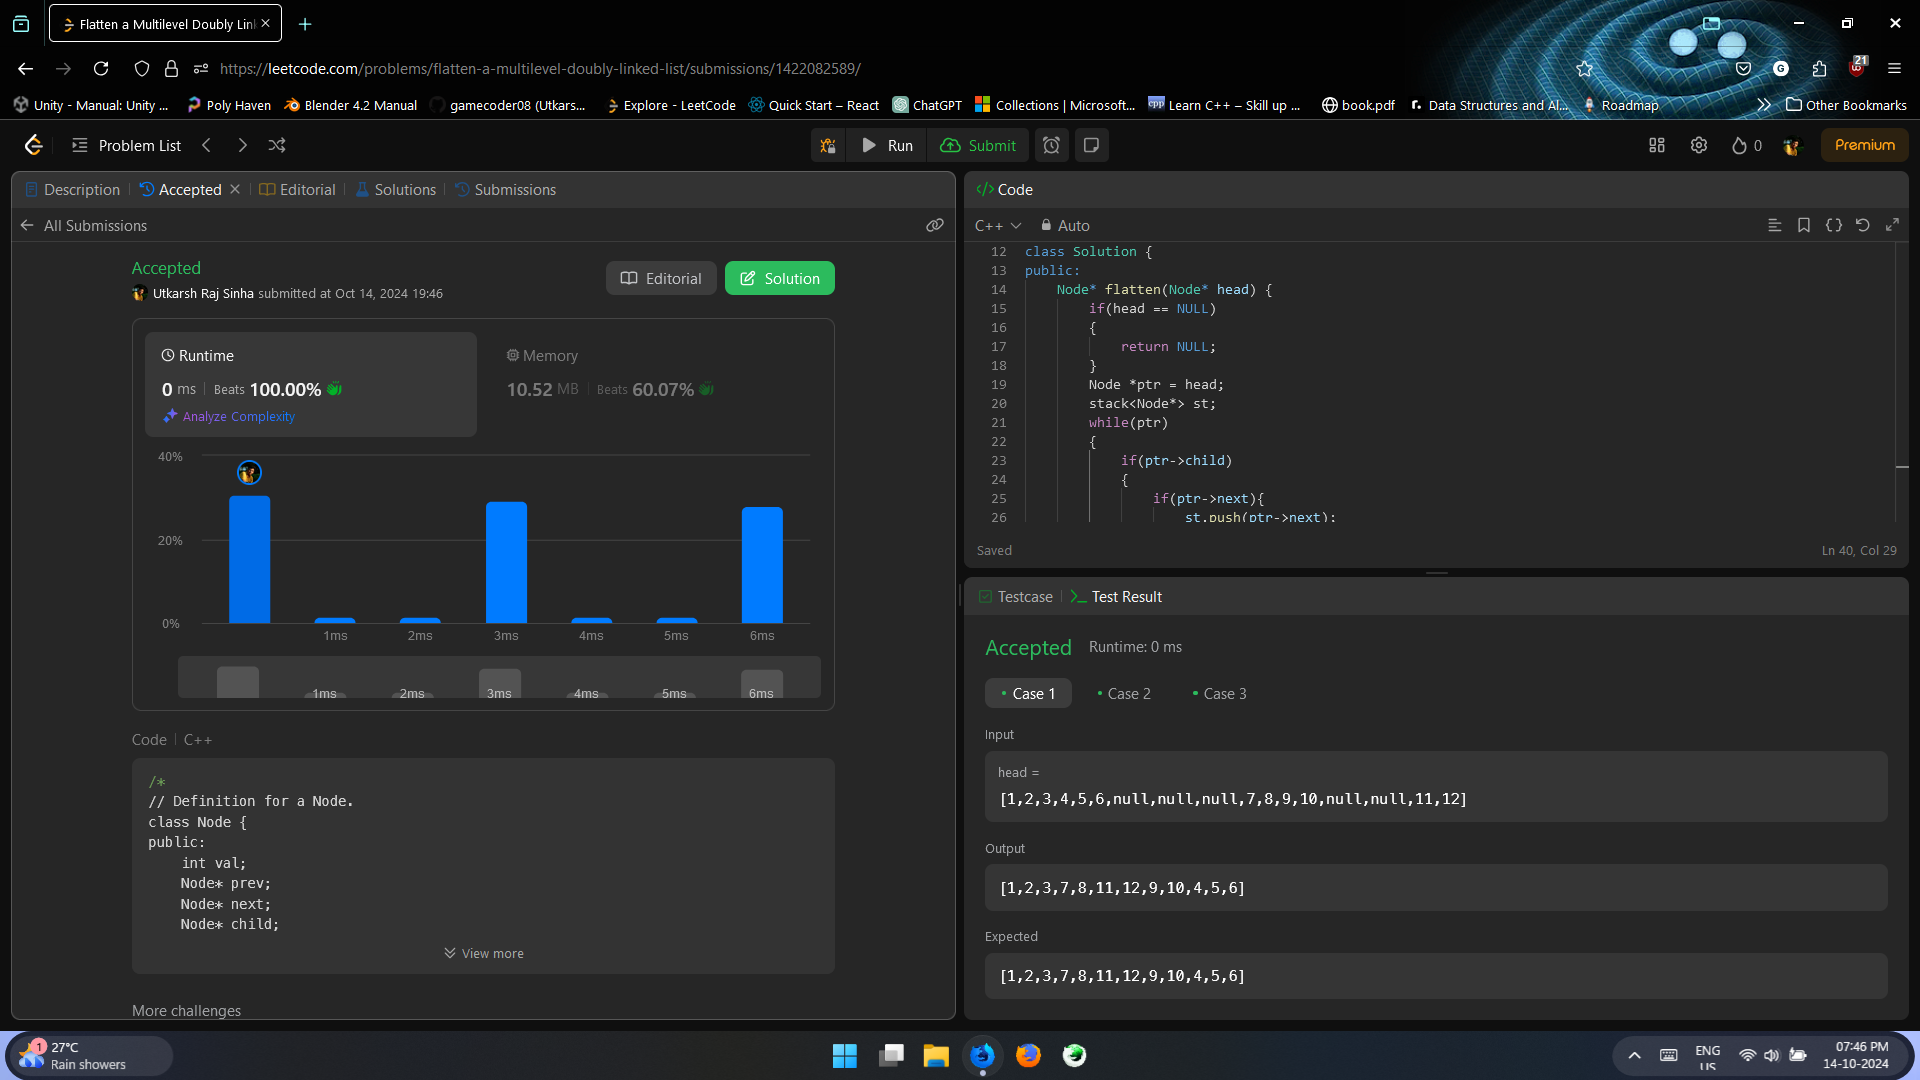 Flatten a Multilevel Doubly Lin
https://leetcode.com/problems/flatten-a-multilevel-doubly-linked-list/submissions/1422082589/
21
Unity - Manual: Unity ...
Poly Haven
Blender 4.2 Manual
gamecoder08 (Utkars...
Explore - LeetCode
Quick Start – React
ChatGPT
Collections | Microsoft...
Learn C++ – Skill up ...
book.pdf
Data Structures and Al...
Roadmap
Other Bookmarks
Problem List
Run
Submit
0
Premium
Description
Accepted
Editorial
Solutions
Submissions
All Submissions
Accepted
Utkarsh Raj Sinha submitted at Oct 14, 2024 19:46
Editorial
Solution
Runtime
0 ms | Beats 100.00%
Analyze Complexity
Memory
10.52 MB | Beats 60.07%
40%
20%
0%
1ms 2ms 3ms 4ms 5ms 6ms
1ms 2ms 3ms 4ms 5ms 6ms
Code | C++
/*
// Definition for a Node.
class Node {
public:
    int val;
    Node* prev;
    Node* next;
    Node* child;
View more
More challenges
</> Code
C++
Auto
12 class Solution {
13 public:
14     Node* flatten(Node* head) {
15         if(head == NULL)
16         {
17             return NULL;
18         }
19         Node *ptr = head;
20         stack<Node*> st;
21         while(ptr)
22         {
23             if(ptr->child)
24             {
25                 if(ptr->next){
26                     st.push(ptr->next);
Saved
Ln 40, Col 29
Testcase
Test Result
Accepted
Runtime: 0 ms
Case 1
Case 2
Case 3
Input
head =
[1,2,3,4,5,6,null,null,null,7,8,9,10,null,null,11,12]
Output
[1,2,3,7,8,11,12,9,10,4,5,6]
Expected
[1,2,3,7,8,11,12,9,10,4,5,6]
1
27°C
Rain showers
ENG
US
07:46 PM
14-10-2024